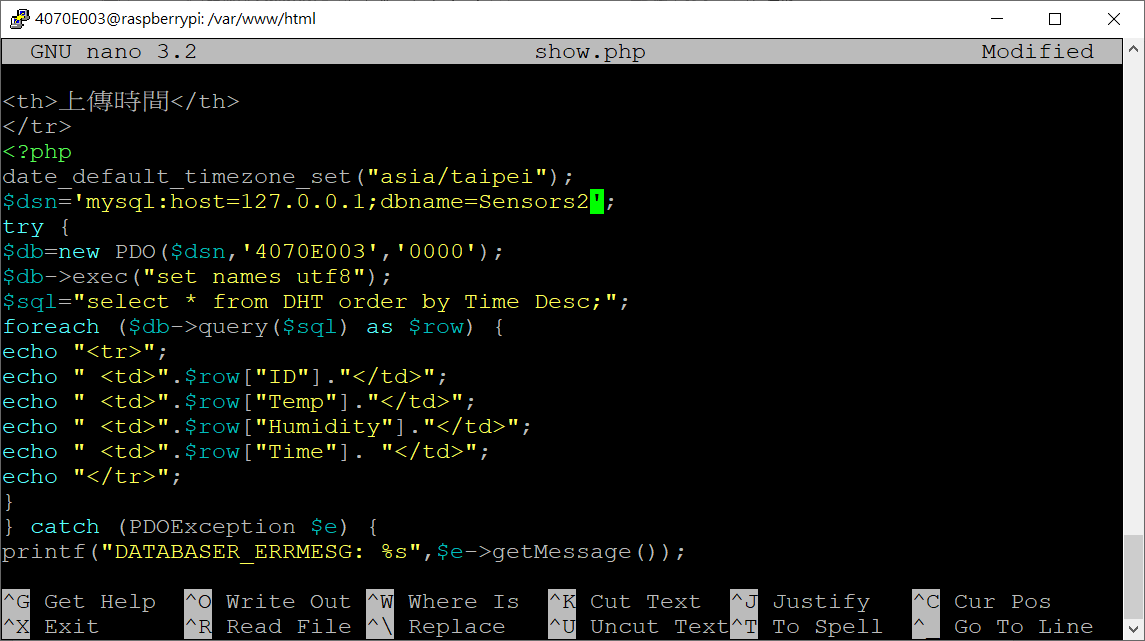 4070E003@raspberrypi: /var/www/html
GNU nano 3.2 show.php Modified
<th>上傳時間</th>
</tr>
<?php
date_default_timezone_set("asia/taipei");
$dsn='mysql:host=127.0.0.1;dbname=Sensors2';
try {
$db=new PDO($dsn,'4070E003','0000');
$db->exec("set names utf8");
$sql="select * from DHT order by Time Desc;";
foreach ($db->query($sql) as $row) {
echo "<tr>";
echo " <td>".$row["ID"]."</td>";
echo " <td>".$row["Temp"]."</td>";
echo " <td>".$row["Humidity"]."</td>";
echo " <td>".$row["Time"]. "</td>";
echo "</tr>";
}
} catch (PDOException $e) {
printf("DATABASER_ERRMESG: %s",$e->getMessage());
^G Get Help ^O Write Out ^W Where Is ^K Cut Text ^J Justify ^C Cur Pos
^X Exit ^R Read File ^\ Replace ^U Uncut Text ^T To Spell ^_ Go To Line